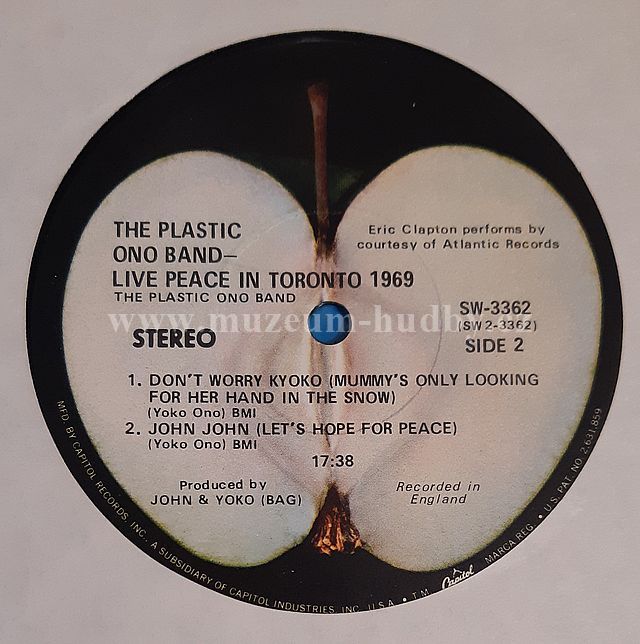 THE PLASTIC
ONO BAND—
LIVE PEACE IN TORONTO 1969
THE PLASTIC ONO BAND
Eric Clapton performs by
courtesy of Atlantic Records
www.muzeum-hudby.
STEREO
SW-3362
(SW2-3362)
SIDE 2
1. DON'T WORRY KYOKO (MUMMY'S ONLY LOOKING
FOR HER HAND IN THE SNOW)
(Yoko Ono) BMI
2. JOHN JOHN (LET'S HOPE FOR PEACE)
(Yoko Ono) BMI
17:38
Produced by
JOHN & YOKO (BAG)
Recorded in
England
MFD. BY CAPITOL RECORDS, INC., A SUBSIDIARY OF CAPITOL INDUSTRIES, INC. U.S.A. • T.M. Capitol MARCA REG. • U.S. PAT. NO. 2,631,859